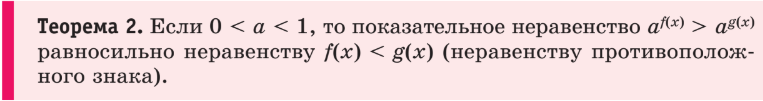 Теорема 2. Если 0 < a < 1, то показательное неравенство a^{f(x)} > a^{g(x)}
равносильно неравенству f(x) < g(x) (неравенству противополож-
ного знака).